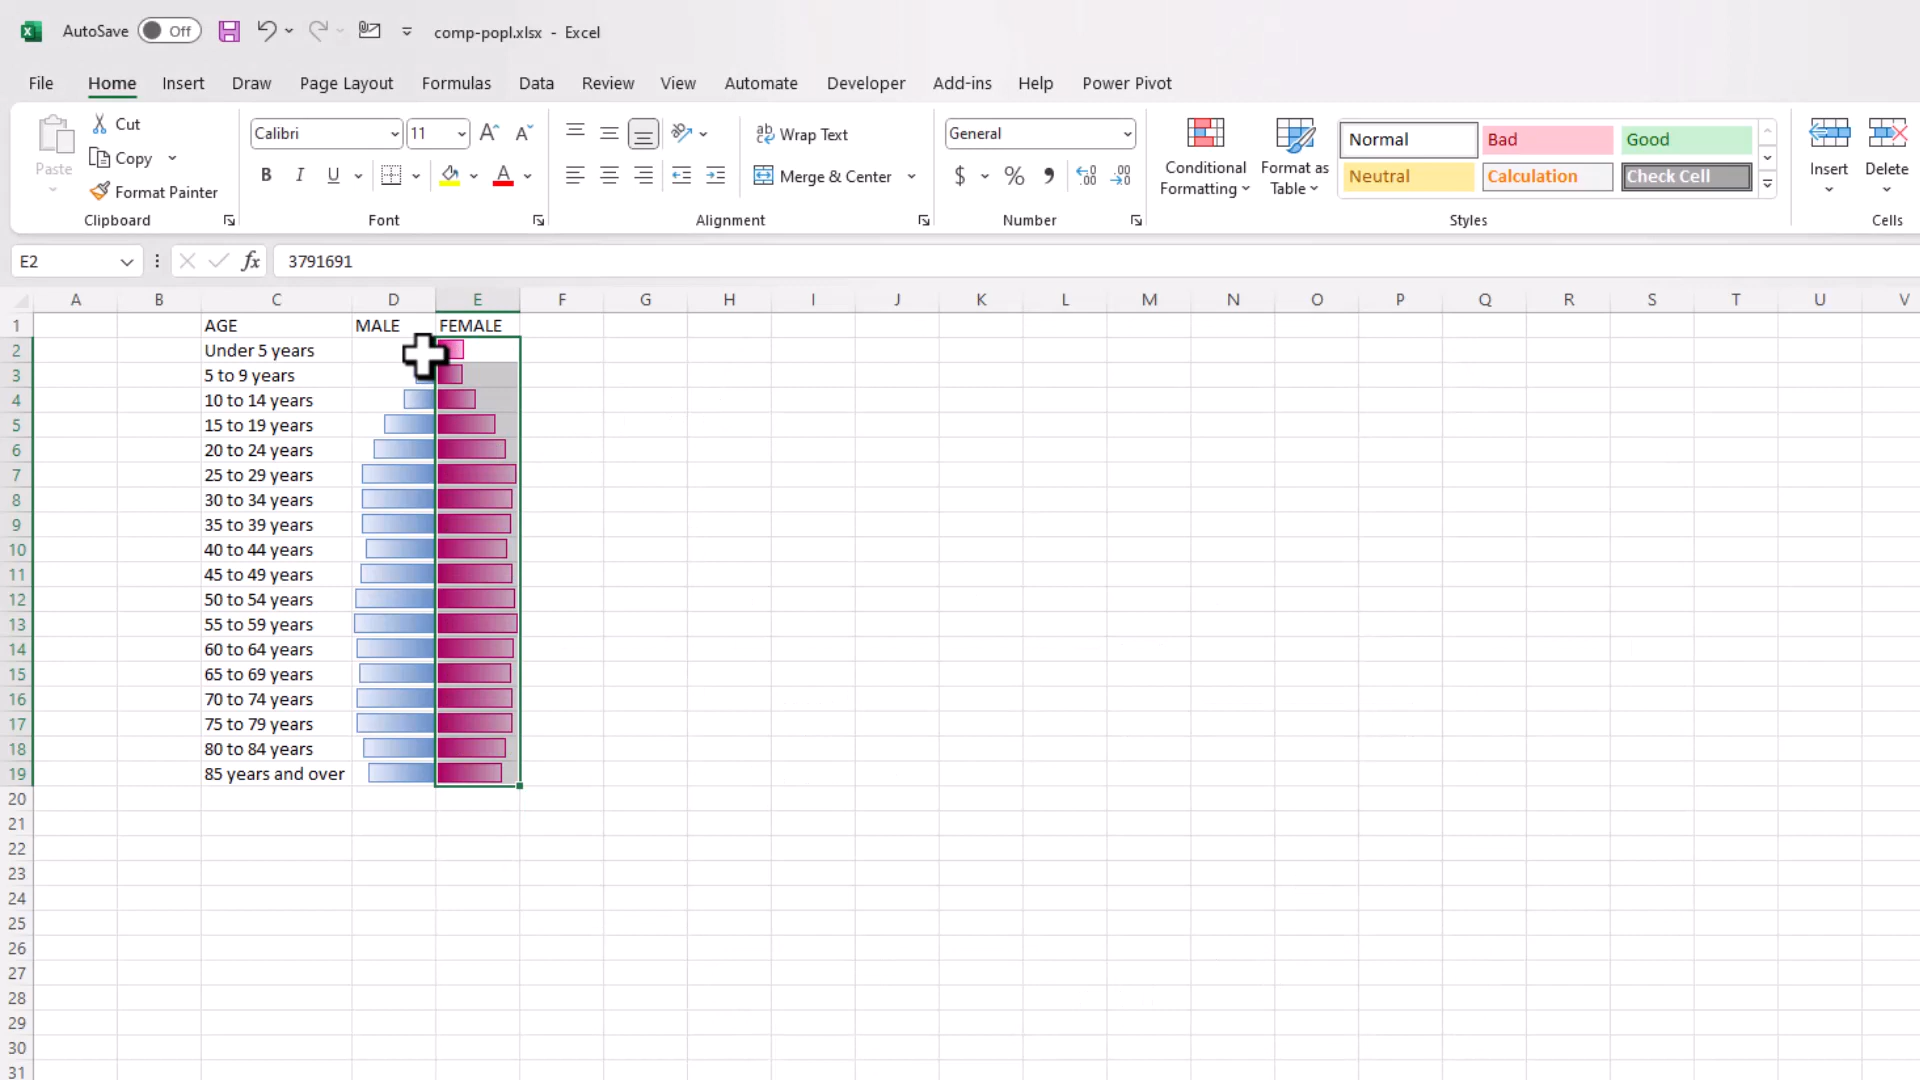 AutoSave Off comp-popl.xlsx - Excel
File Home Insert Draw Page Layout Formulas Data Review View Automate Developer Add-ins Help Power Pivot
Paste Cut Copy Format Painter
Clipboard
Calibri 11
B I U A
Font
ab Wrap Text
Merge & Center
Alignment
General
$ % 9 .00 .00
Number
Conditional Formatting
Format as Table
Normal Bad Good
Neutral Calculation Check Cell
Styles
Insert Delete
Cells
E2 fx 3791691
A B C D E F G H I J K L M N O P Q R S T U V
1 AGE MALE FEMALE
2 Under 5 years
3 5 to 9 years
4 10 to 14 years
5 15 to 19 years
6 20 to 24 years
7 25 to 29 years
8 30 to 34 years
9 35 to 39 years
10 40 to 44 years
11 45 to 49 years
12 50 to 54 years
13 55 to 59 years
14 60 to 64 years
15 65 to 69 years
16 70 to 74 years
17 75 to 79 years
18 80 to 84 years
19 85 years and over
20
21
22
23
24
25
26
27
28
29
30
31